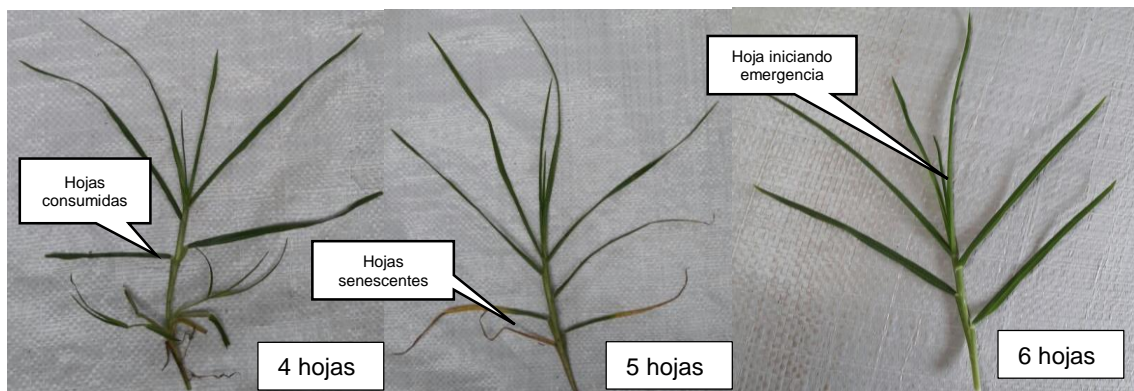 Hojas
consumidas
4 hojas
Hojas
senescentes
5 hojas
Hoja iniciando
emergencia
6 hojas